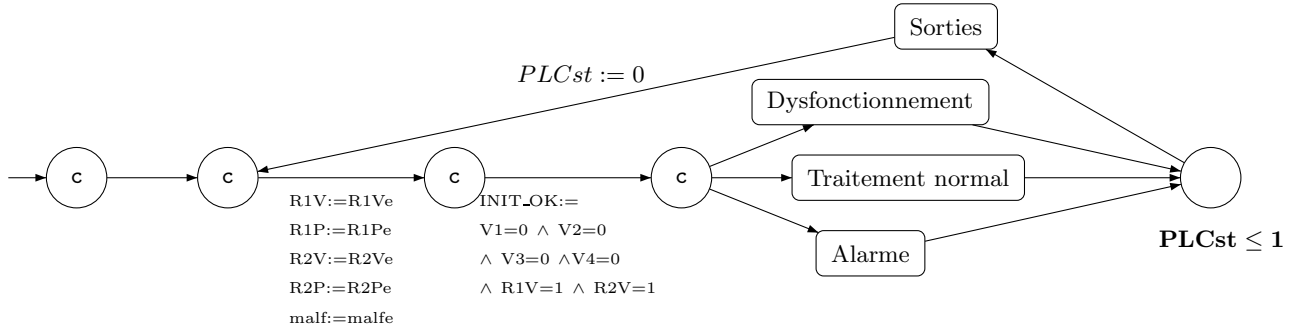 Sorties
PLCst := 0
Dysfonctionnement
c
c
c
c
Traitement normal
R1V:=R1Ve
R1P:=R1Pe
R2V:=R2Ve
R2P:=R2Pe
malf:=malfe
INIT_OK:=
V1=0 ∧ V2=0
∧ V3=0 ∧V4=0
∧ R1V=1 ∧ R2V=1
Alarme
PLCst ≤ 1